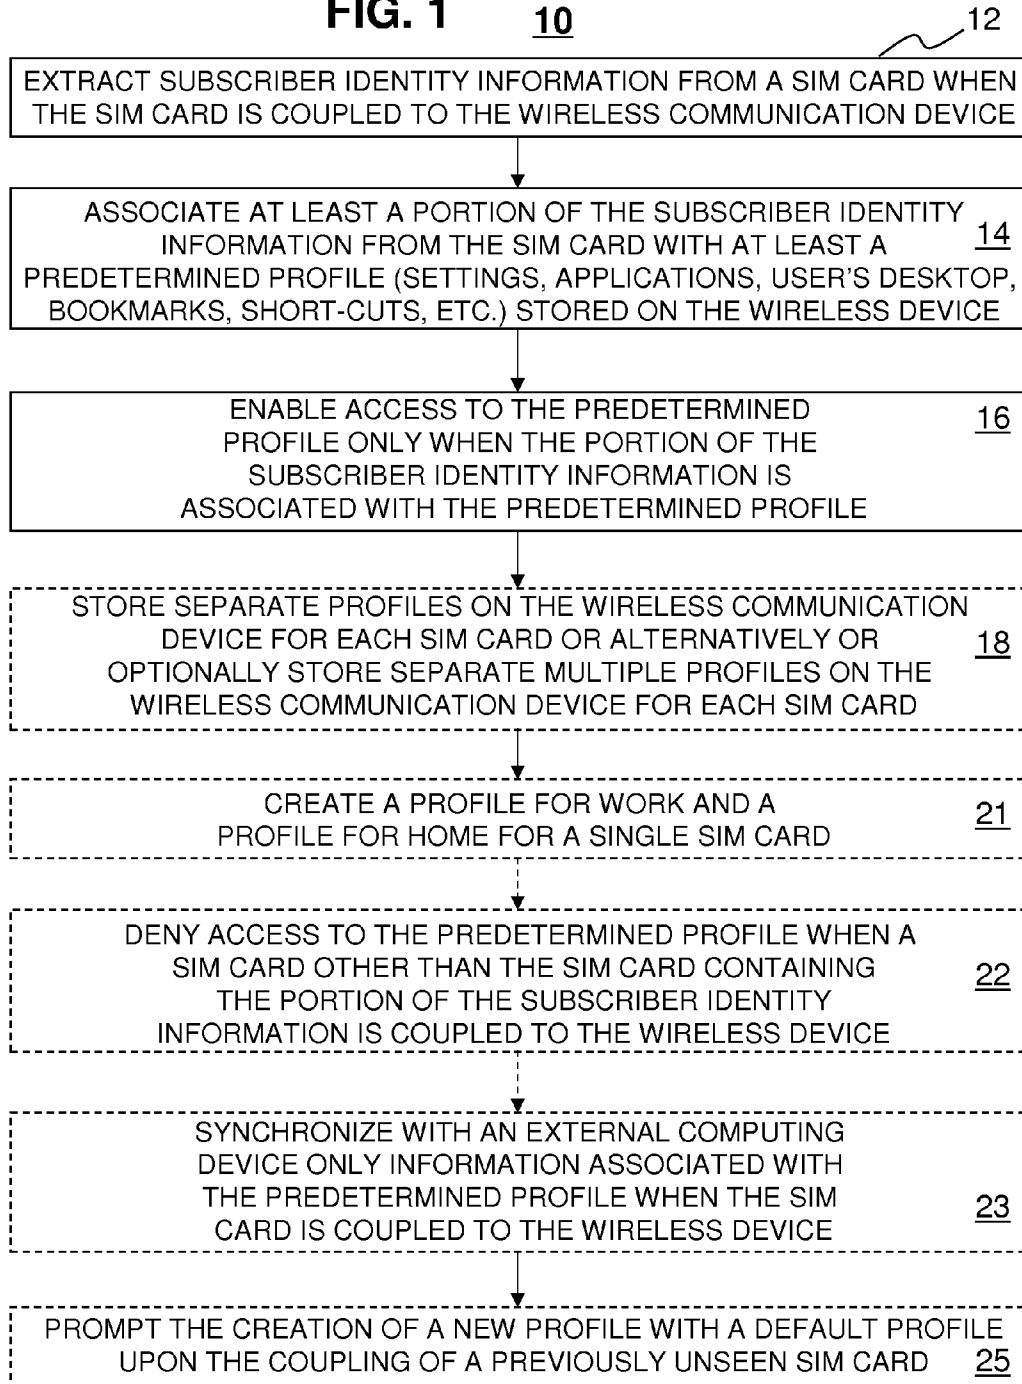 FIG. 1 10
12
EXTRACT SUBSCRIBER IDENTITY INFORMATION FROM A SIM CARD WHEN
THE SIM CARD IS COUPLED TO THE WIRELESS COMMUNICATION DEVICE
ASSOCIATE AT LEAST A PORTION OF THE SUBSCRIBER IDENTITY
INFORMATION FROM THE SIM CARD WITH AT LEAST A 14
PREDETERMINED PROFILE (SETTINGS, APPLICATIONS, USER'S DESKTOP,
BOOKMARKS, SHORT-CUTS, ETC.) STORED ON THE WIRELESS DEVICE
ENABLE ACCESS TO THE PREDETERMINED 16
PROFILE ONLY WHEN THE PORTION OF THE
SUBSCRIBER IDENTITY INFORMATION IS
ASSOCIATED WITH THE PREDETERMINED PROFILE
STORE SEPARATE PROFILES ON THE WIRELESS COMMUNICATION
DEVICE FOR EACH SIM CARD OR ALTERNATIVELY OR 18
OPTIONALLY STORE SEPARATE MULTIPLE PROFILES ON THE
WIRELESS COMMUNICATION DEVICE FOR EACH SIM CARD
CREATE A PROFILE FOR WORK AND A 21
PROFILE FOR HOME FOR A SINGLE SIM CARD
DENY ACCESS TO THE PREDETERMINED PROFILE WHEN A
SIM CARD OTHER THAN THE SIM CARD CONTAINING 22
THE PORTION OF THE SUBSCRIBER IDENTITY
INFORMATION IS COUPLED TO THE WIRELESS DEVICE
SYNCHRONIZE WITH AN EXTERNAL COMPUTING
DEVICE ONLY INFORMATION ASSOCIATED WITH
THE PREDETERMINED PROFILE WHEN THE SIM 23
CARD IS COUPLED TO THE WIRELESS DEVICE
PROMPT THE CREATION OF A NEW PROFILE WITH A DEFAULT PROFILE
UPON THE COUPLING OF A PREVIOUSLY UNSEEN SIM CARD 25